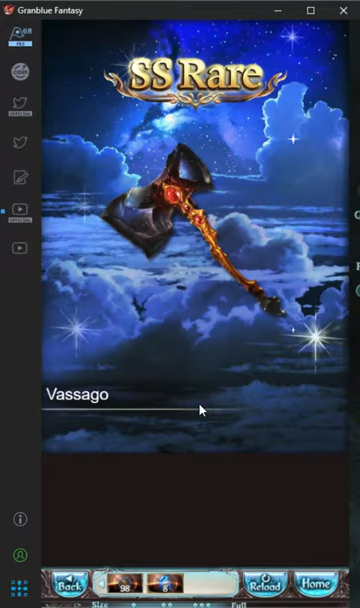 Granblue Fantasy
SS Rare
Vassago
Back
98
8
Reload
Home
Size
Full